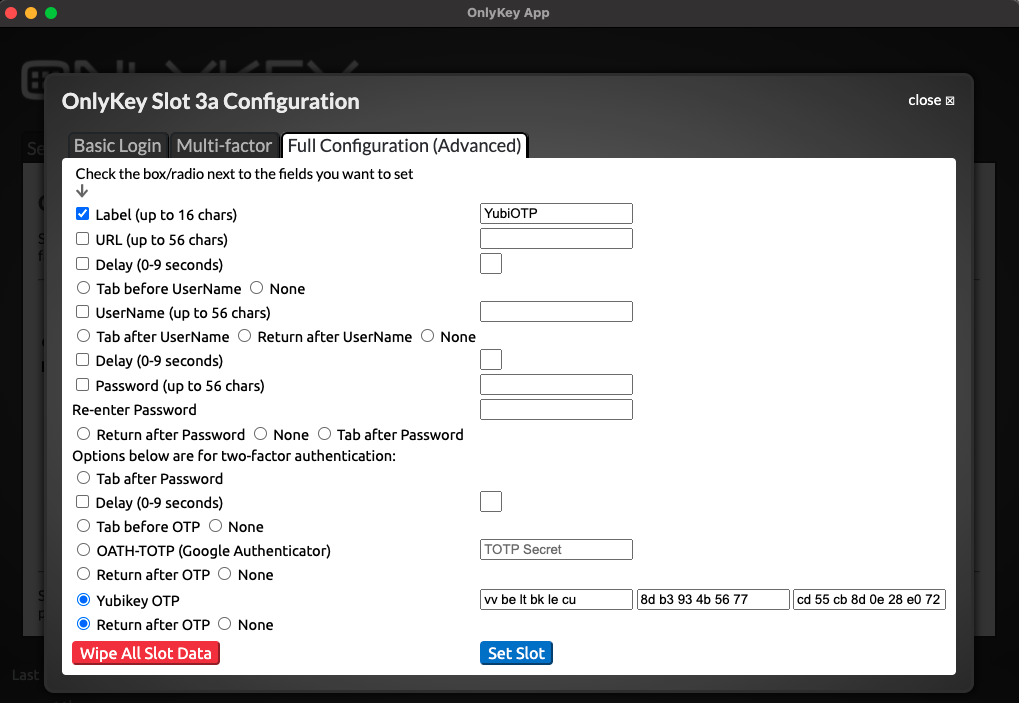 OnlyKey App
ONLYKEY
OnlyKey Slot 3a Configuration
close ⊠
Basic Login Multi-factor Full Configuration (Advanced)
Check the box/radio next to the fields you want to set
↓
Label (up to 16 chars) YubiOTP
URL (up to 56 chars)
Delay (0-9 seconds)
Tab before UserName None
UserName (up to 56 chars)
Tab after UserName Return after UserName None
Delay (0-9 seconds)
Password (up to 56 chars)
Re-enter Password
Return after Password None Tab after Password
Options below are for two-factor authentication:
Tab after Password
Delay (0-9 seconds)
Tab before OTP None
OATH-TOTP (Google Authenticator) TOTP Secret
Return after OTP None
Yubikey OTP vv be lt bk le cu 8d b3 93 4b 56 77 cd 55 cb 8d 0e 28 e0 72
Return after OTP None
Wipe All Slot Data Set Slot
Last